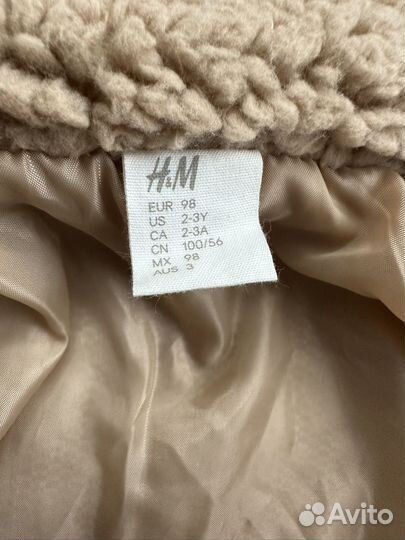 H&M
EUR 98
US 2-3Y
CA 2-3A
CN 100/56
MX 98
AUS 3
Avito